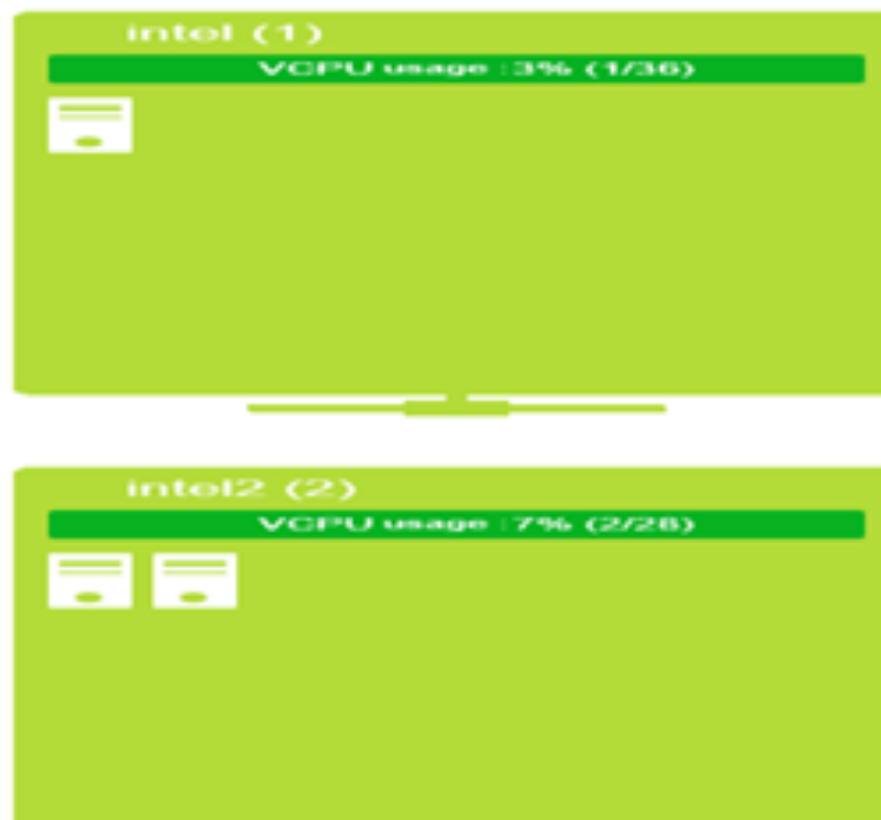 intel (1)
VCPU usage :3% (1/36)
intel2 (2)
VCPU usage :7% (2/28)